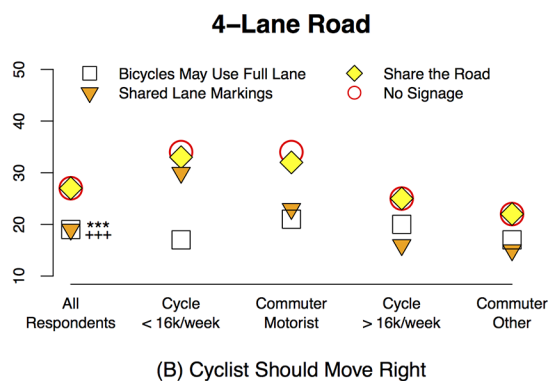 4−Lane Road
Bicycles May Use Full Lane
Shared Lane Markings
Share the Road
No Signage
50
40
30
20
10
***
+++
All
Respondents
Cycle
< 16k/week
Commuter
Motorist
Cycle
> 16k/week
Commuter
Other
(B) Cyclist Should Move Right